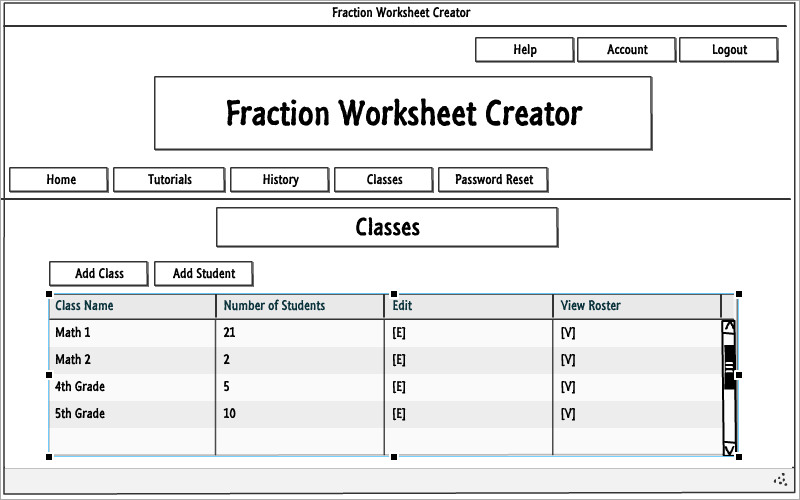 Fraction Worksheet Creator
Help Account Logout
Fraction Worksheet Creator
Home Tutorials History Classes Password Reset
Classes
Add Class Add Student
Class Name Number of Students Edit View Roster
Math 1 21 [E] [V]
Math 2 2 [E] [V]
4th Grade 5 [E] [V]
5th Grade 10 [E] [V]